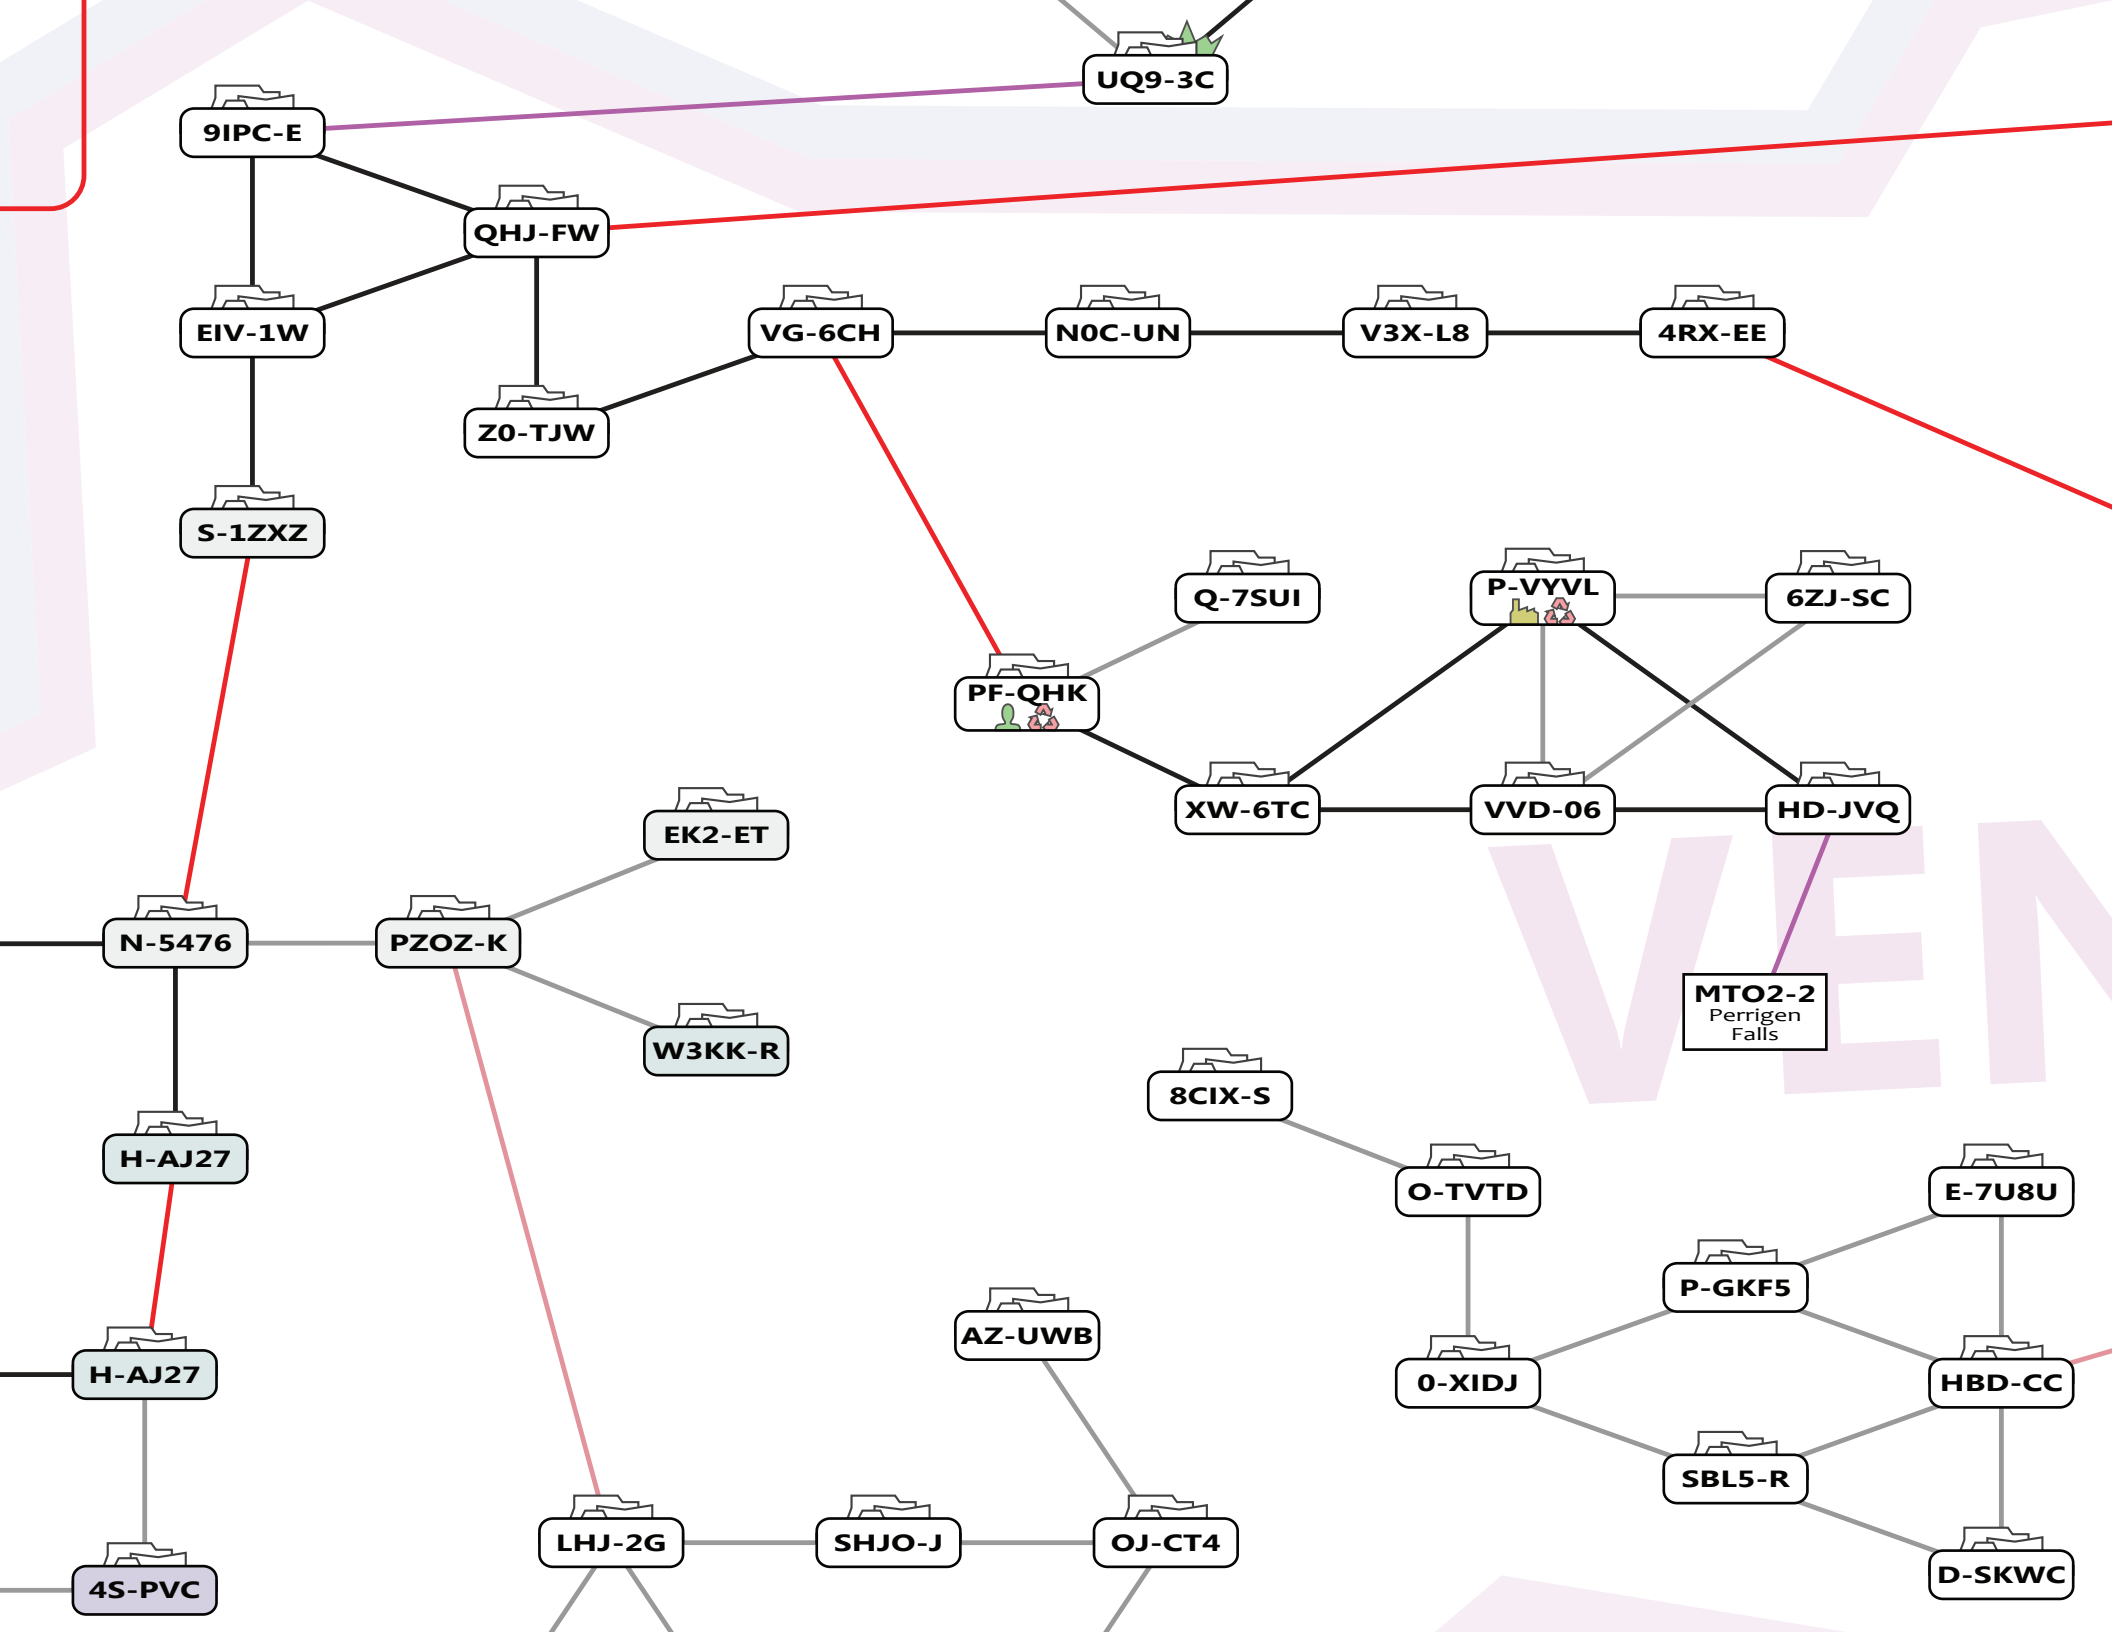 UQ9-3C
9IPC-E
QHJ-FW
EIV-1W
VG-6CH
N0C-UN
V3X-L8
4RX-EE
Z0-TJW
S-1ZXZ
Q-7SUI
P-VYVL
6ZJ-SC
PF-QHK
XW-6TC
VVD-06
HD-JVQ
EK2-ET
VEN
N-5476
PZOZ-K
MTO2-2
Perrigen
Falls
W3KK-R
8CIX-S
H-AJ27
O-TVTD
E-7U8U
P-GKF5
AZ-UWB
H-AJ27
0-XIDJ
HBD-CC
SBL5-R
LHJ-2G
SHJO-J
OJ-CT4
D-SKWC
4S-PVC